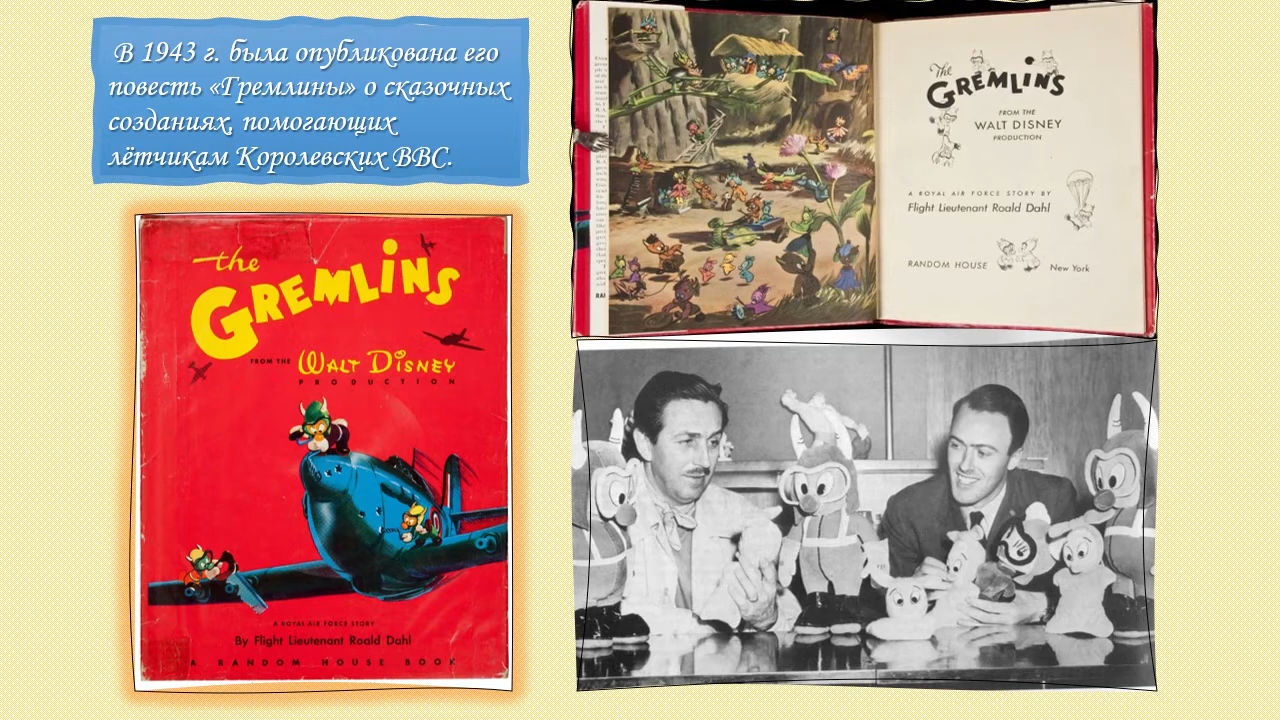 В 1943 г. была опубликована его
повесть «Гремлины» о сказочных
созданиях, помогающих
лётчикам Королевских ВВС.
the
GREMLINS
FROM THE WALT DISNEY
PRODUCTION
A ROYAL AIR FORCE STORY
By Flight Lieutenant Roald Dahl
A RANDOM HOUSE BOOK
The
GREMLINS
FROM THE
WALT DISNEY
PRODUCTION
A ROYAL AIR FORCE STORY BY
Flight Lieutenant Roald Dahl
RANDOM HOUSE New York